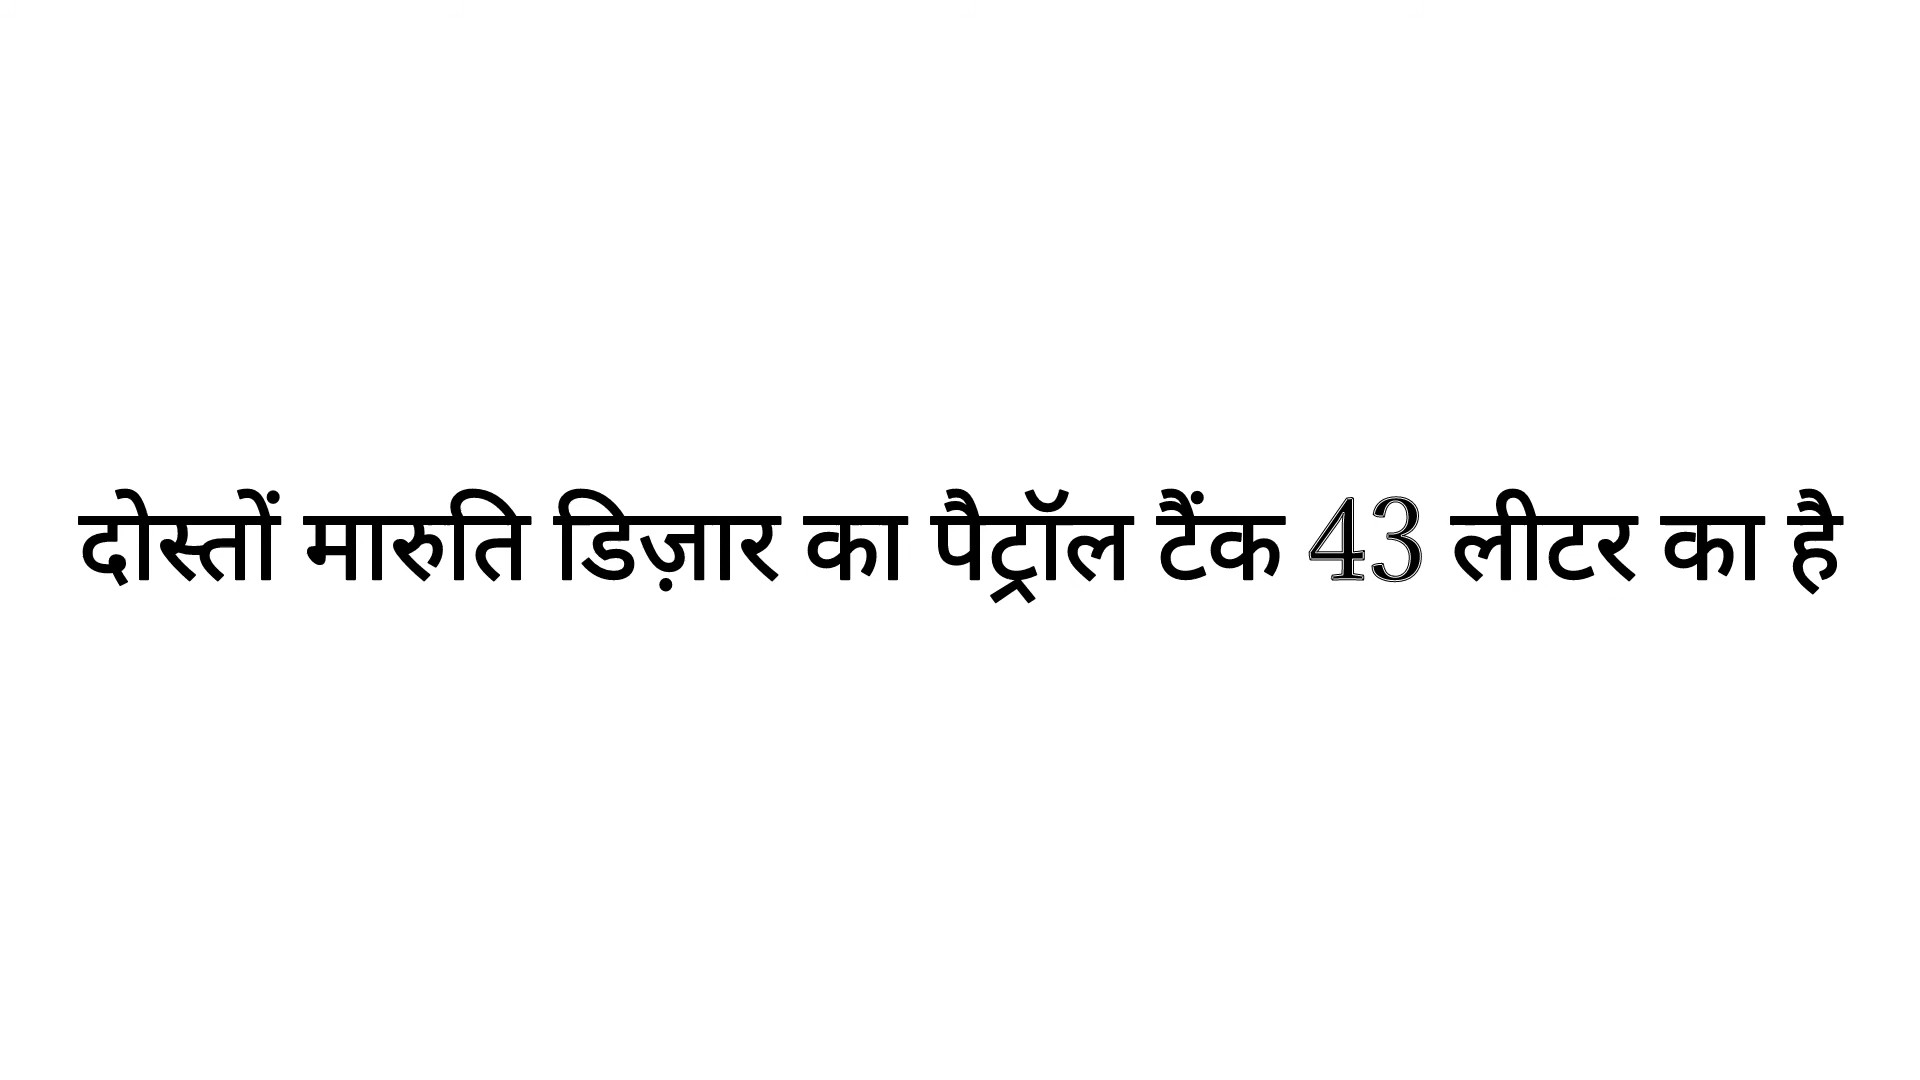 दोस्तों मारुति डिज़ार का पैट्रॉल टैंक 43 लीटर का है